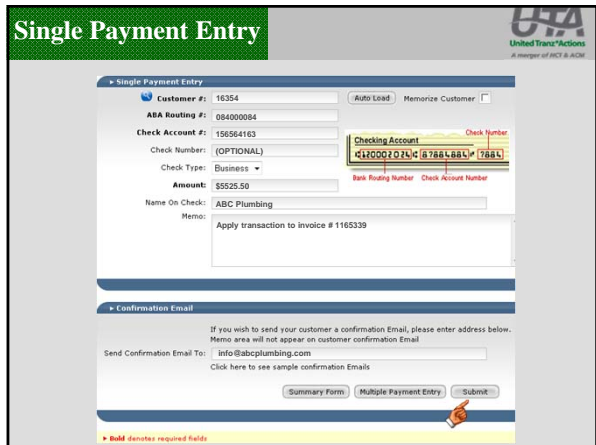 Single Payment Entry
UTA
United Tranz*Actions
A merger of NCT & ACM
Single Payment Entry
Customer #: 16354 Auto Load Memorize Customer
ABA Routing #: 084000084
Check Account #: 156564163
Check Number: (OPTIONAL)
Check Type: Business
Amount: $5525.50
Name On Check: ABC Plumbing
Memo: Apply transaction to invoice # 1165339
Check Number
Checking Account
Bank Routing Number Check Account Number
Confirmation Email
If you wish to send your customer a confirmation Email, please enter address below.
Memo area will not appear on customer confirmation Email
Send Confirmation Email To: info@abcplumbing.com
Click here to see sample confirmation Emails
Summary Form Multiple Payment Entry Submit
Bold denotes required fields